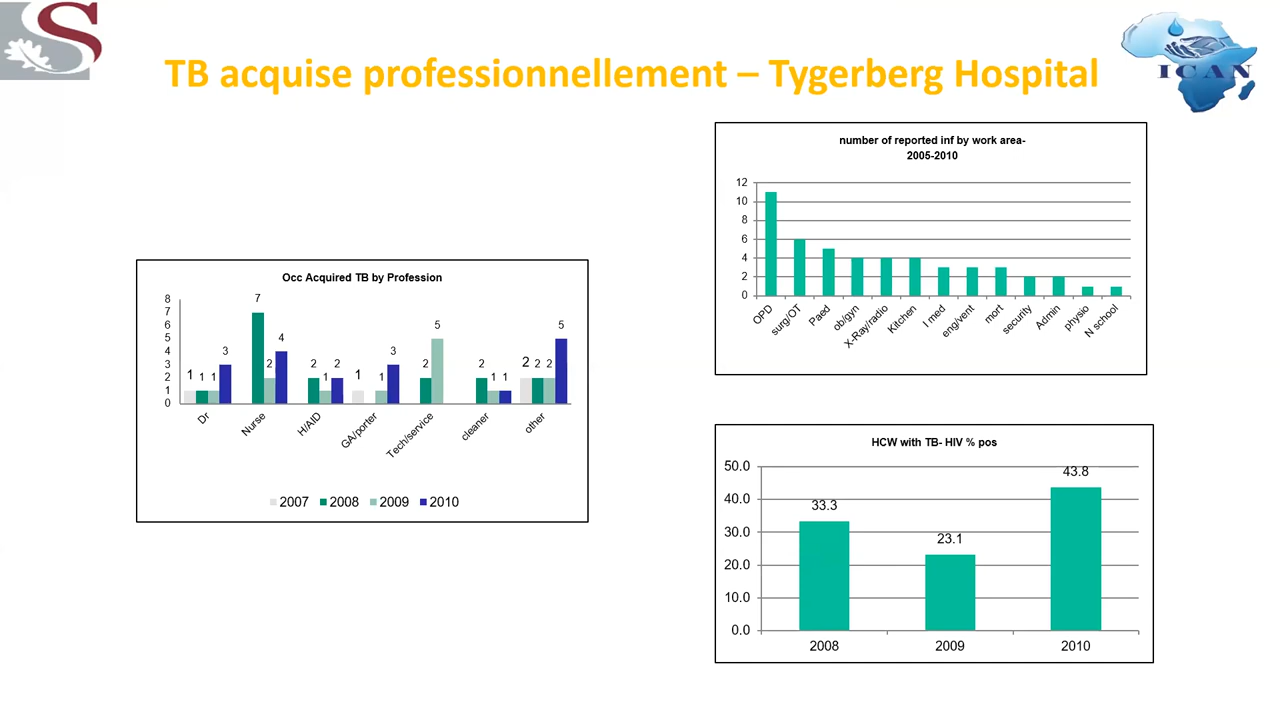 S
ICAN
TB acquise professionnellement – Tygerberg Hospital
Occ Acquired TB by Profession
8
7
6
5
4
3
2
1
0
1 1 1 3
7 2 4
2 1 2
1 1 3
2 5
2 1 1
2 2 2 5
Dr
Nurse
H/AID
GA/porter
Tech/service
cleaner
other
2007 2008 2009 2010
number of reported inf by work area-
2005-2010
12
10
8
6
4
2
0
OPD
surg/OT
Paed
ob/gyn
X-Ray/radio
Kitchen
I med
eng/vent
mort
security
Admin
physio
N school
HCW with TB- HIV % pos
50.0
40.0
30.0
20.0
10.0
0.0
33.3
23.1
43.8
2008 2009 2010